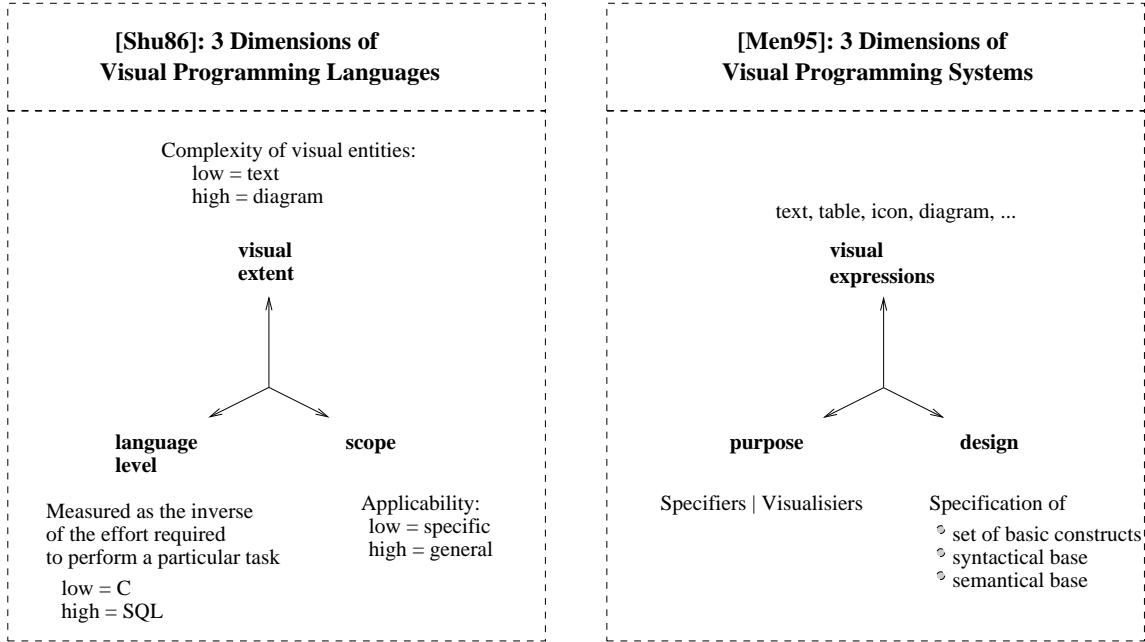 [Shu86]: 3 Dimensions of
Visual Programming Languages
Complexity of visual entities:
low = text
high = diagram
visual
extent
language
level
scope
Measured as the inverse
of the effort required
to perform a particular task
low = C
high = SQL
Applicability:
low = specific
high = general
[Men95]: 3 Dimensions of
Visual Programming Systems
text, table, icon, diagram, ...
visual
expressions
purpose
design
Specifiers | Visualisiers
Specification of
set of basic constructs
syntactical base
semantical base